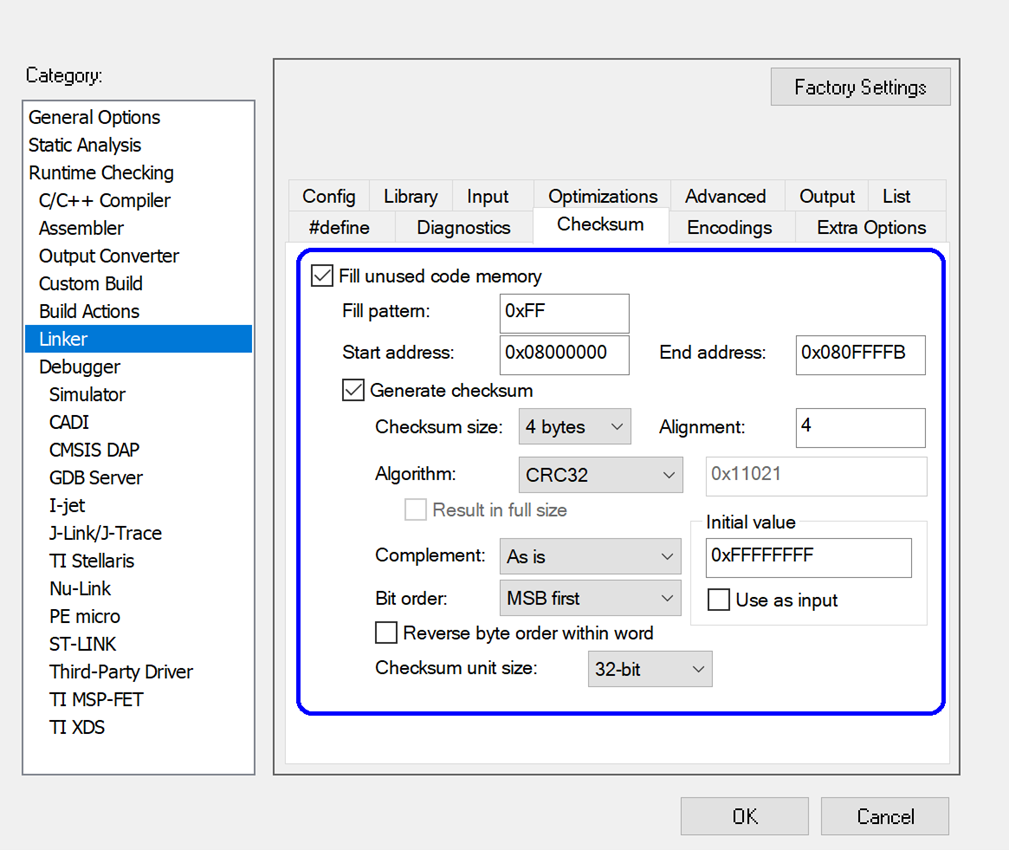 Category:
General Options
Static Analysis
Runtime Checking
C/C++ Compiler
Assembler
Output Converter
Custom Build
Build Actions
Linker
Debugger
Simulator
CADI
CMSIS DAP
GDB Server
I-jet
J-Link/J-Trace
TI Stellaris
Nu-Link
PE micro
ST-LINK
Third-Party Driver
TI MSP-FET
TI XDS
Factory Settings
Config Library Input Optimizations Advanced Output List
#define Diagnostics Checksum Encodings Extra Options
Fill unused code memory
Fill pattern: 0xFF
Start address: 0x08000000 End address: 0x080FFFFB
Generate checksum
Checksum size: 4 bytes Alignment: 4
Algorithm: CRC32 0x11021
Result in full size
Initial value
Complement: As is 0xFFFFFFFF
Bit order: MSB first Use as input
Reverse byte order within word
Checksum unit size: 32-bit
OK Cancel